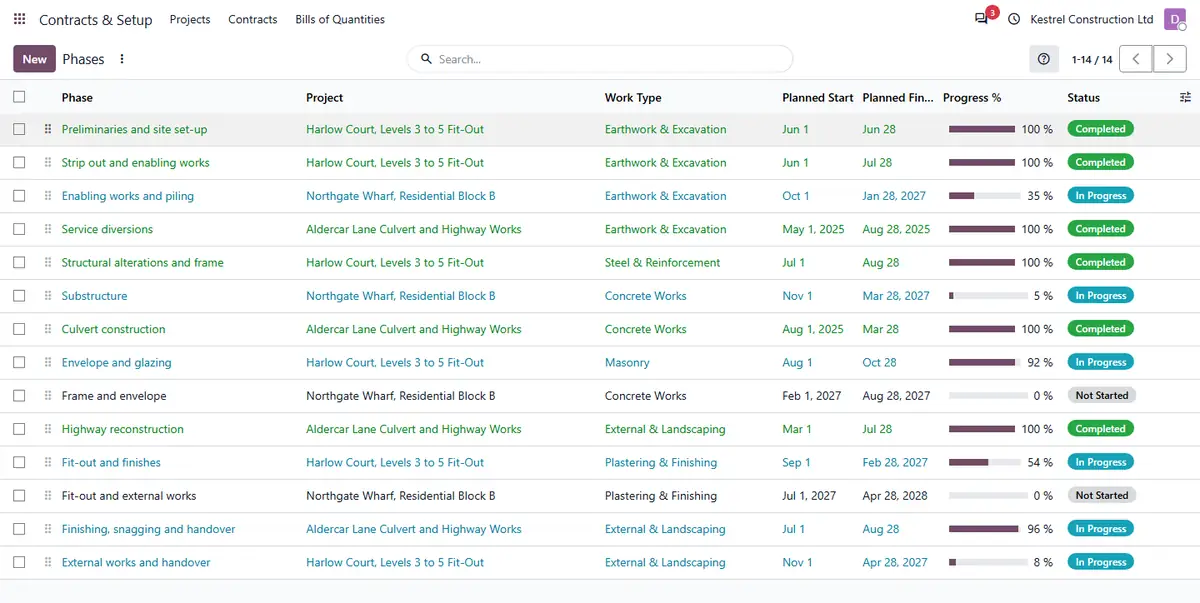 Contracts & Setup Projects Contracts Bills of Quantities 3 Kestrel Construction Ltd D
New Phases Search... 1-14 / 14
Phase Project Work Type Planned Start Planned Fin... Progress % Status
Preliminaries and site set-up Harlow Court, Levels 3 to 5 Fit-Out Earthwork & Excavation Jun 1 Jun 28 100 % Completed
Strip out and enabling works Harlow Court, Levels 3 to 5 Fit-Out Earthwork & Excavation Jun 1 Jul 28 100 % Completed
Enabling works and piling Northgate Wharf, Residential Block B Earthwork & Excavation Oct 1 Jan 28, 2027 35 % In Progress
Service diversions Aldercar Lane Culvert and Highway Works Earthwork & Excavation May 1, 2025 Aug 28, 2025 100 % Completed
Structural alterations and frame Harlow Court, Levels 3 to 5 Fit-Out Steel & Reinforcement Jul 1 Aug 28 100 % Completed
Substructure Northgate Wharf, Residential Block B Concrete Works Nov 1 Mar 28, 2027 5 % In Progress
Culvert construction Aldercar Lane Culvert and Highway Works Concrete Works Aug 1, 2025 Mar 28 100 % Completed
Envelope and glazing Harlow Court, Levels 3 to 5 Fit-Out Masonry Aug 1 Oct 28 92 % In Progress
Frame and envelope Northgate Wharf, Residential Block B Concrete Works Feb 1, 2027 Aug 28, 2027 0 % Not Started
Highway reconstruction Aldercar Lane Culvert and Highway Works External & Landscaping Mar 1 Jul 28 100 % Completed
Fit-out and finishes Harlow Court, Levels 3 to 5 Fit-Out Plastering & Finishing Sep 1 Feb 28, 2027 54 % In Progress
Fit-out and external works Northgate Wharf, Residential Block B Plastering & Finishing Jul 1, 2027 Apr 28, 2028 0 % Not Started
Finishing, snagging and handover Aldercar Lane Culvert and Highway Works External & Landscaping Jul 1 Aug 28 96 % In Progress
External works and handover Harlow Court, Levels 3 to 5 Fit-Out External & Landscaping Nov 1 Apr 28, 2027 8 % In Progress